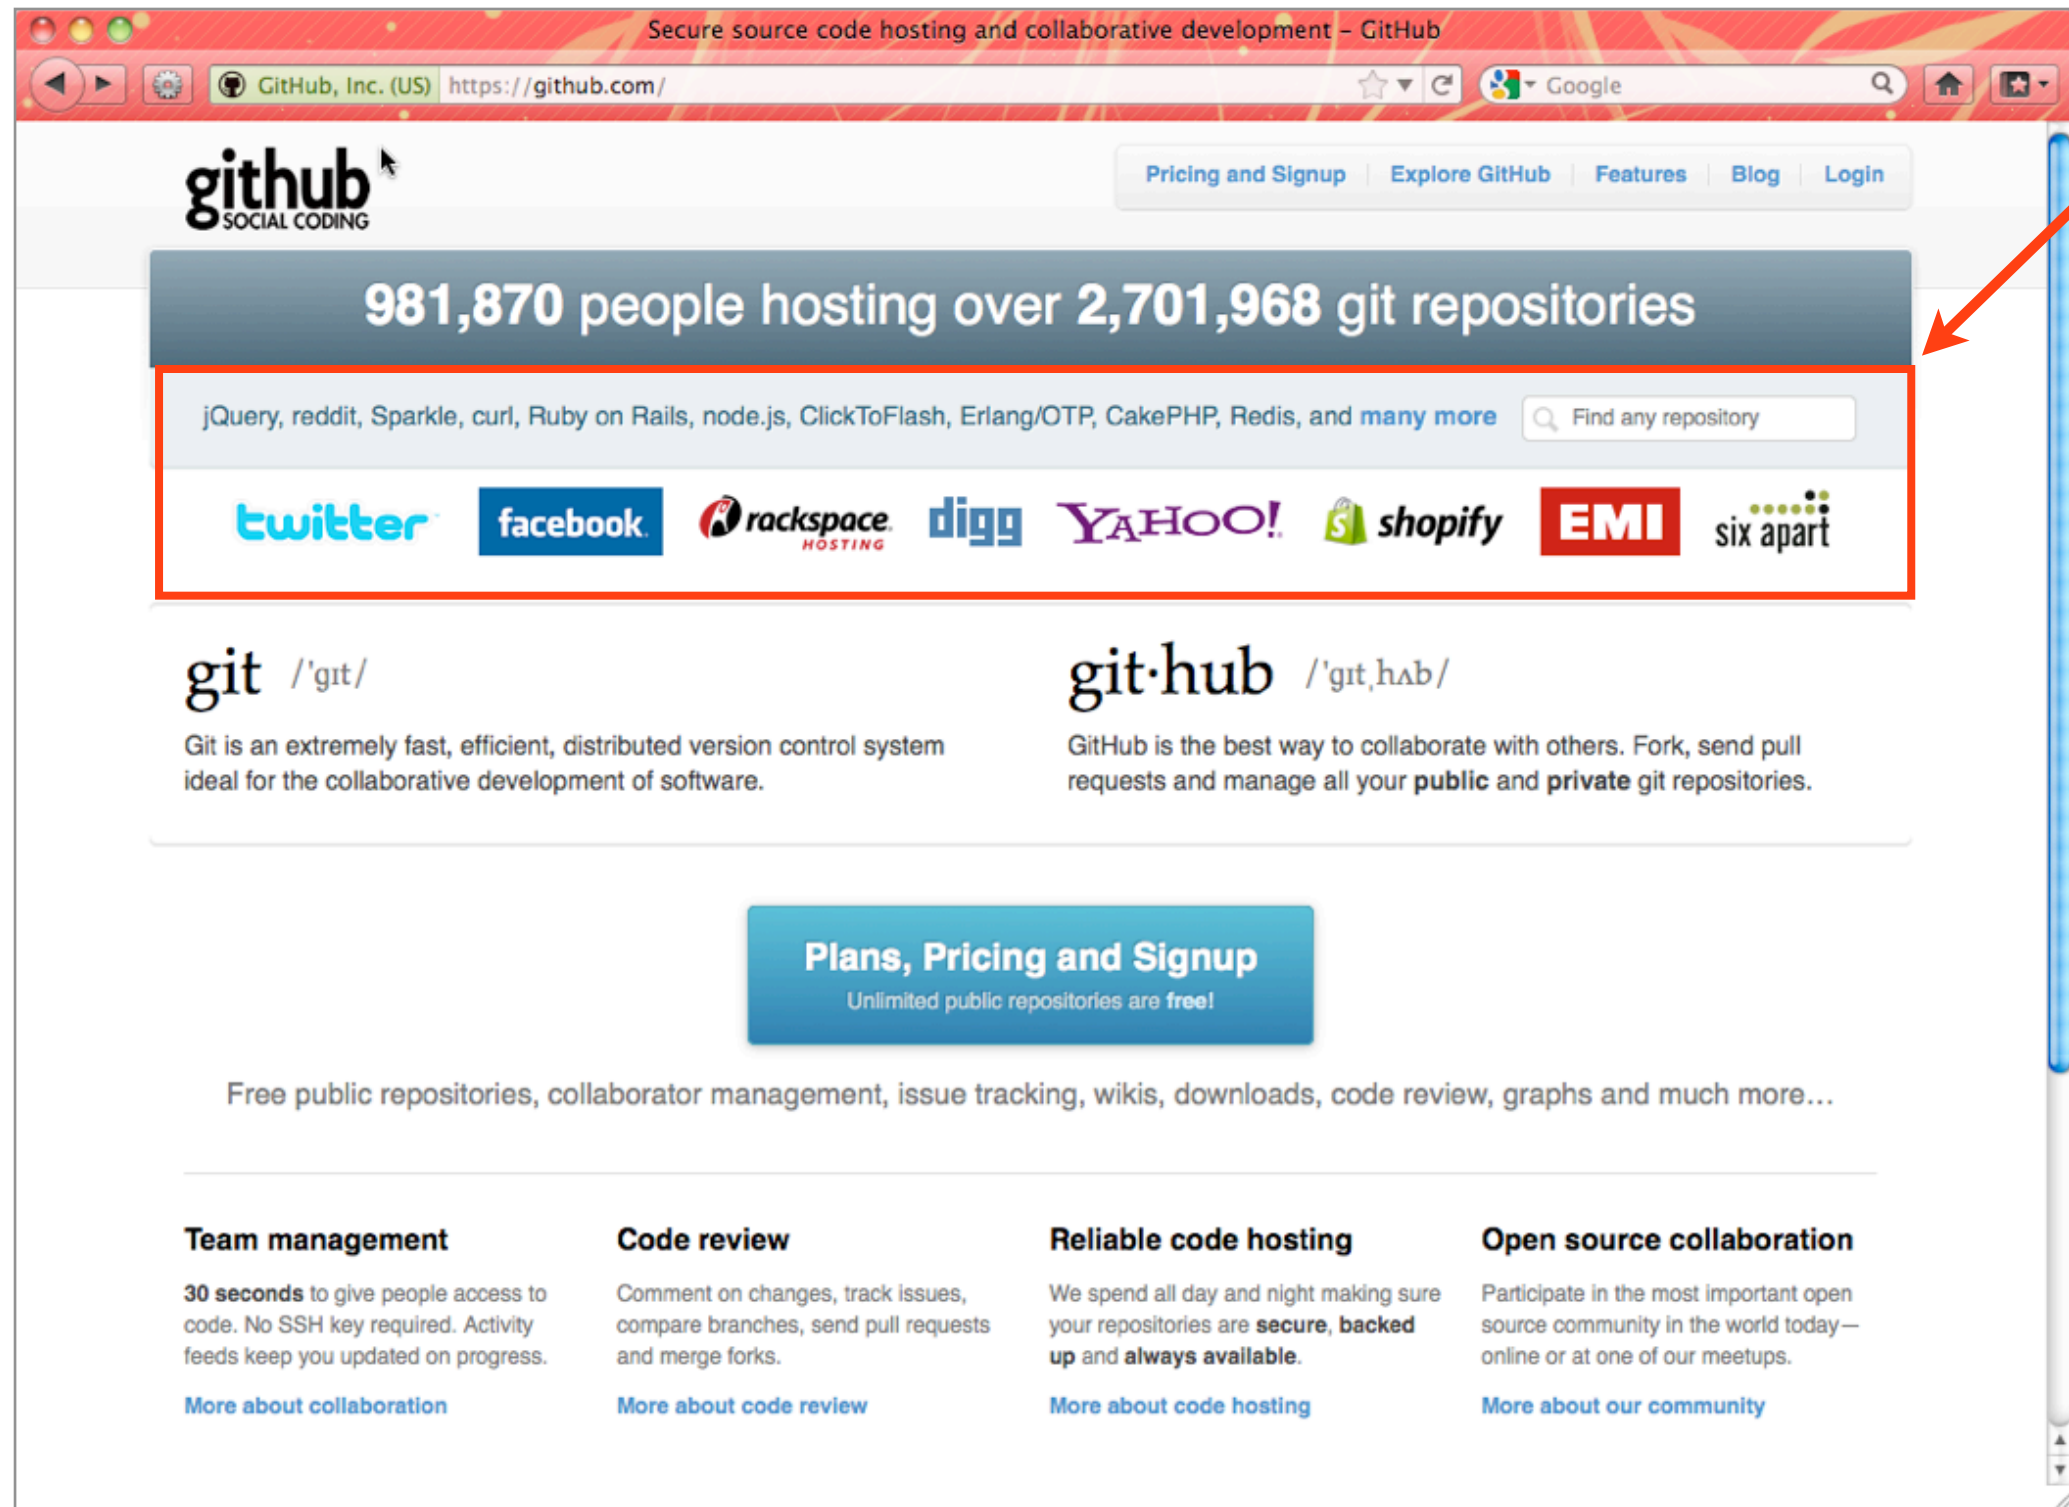 Secure source code hosting and collaborative development – GitHub
GitHub, Inc. (US) https://github.com/
Google
github
SOCIAL CODING
Pricing and Signup Explore GitHub Features Blog Login
981,870 people hosting over 2,701,968 git repositories
jQuery, reddit, Sparkle, curl, Ruby on Rails, node.js, ClickToFlash, Erlang/OTP, CakePHP, Redis, and many more
Find any repository
twitter facebook. rackspace. HOSTING digg YAHOO! shopify EMI six apart
git /ˈgɪt/
Git is an extremely fast, efficient, distributed version control system
ideal for the collaborative development of software.
git·hub /ˈgɪtˌhʌb/
GitHub is the best way to collaborate with others. Fork, send pull
requests and manage all your public and private git repositories.
Plans, Pricing and Signup
Unlimited public repositories are free!
Free public repositories, collaborator management, issue tracking, wikis, downloads, code review, graphs and much more…
Team management
30 seconds to give people access to
code. No SSH key required. Activity
feeds keep you updated on progress.
More about collaboration
Code review
Comment on changes, track issues,
compare branches, send pull requests
and merge forks.
More about code review
Reliable code hosting
We spend all day and night making sure
your repositories are secure, backed
up and always available.
More about code hosting
Open source collaboration
Participate in the most important open
source community in the world today—
online or at one of our meetups.
More about our community